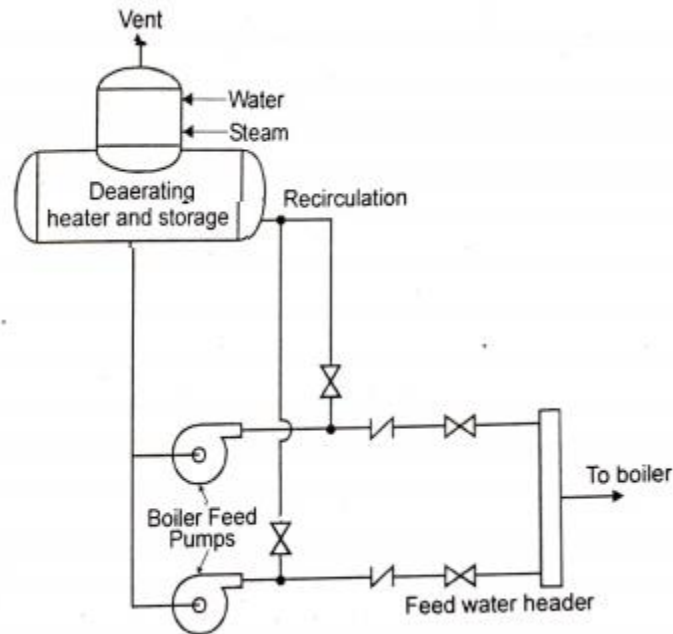 Vent
Water
Steam
Deaerating
heater and storage
Recirculation
To boiler
Boiler Feed
Pumps
Feed water header